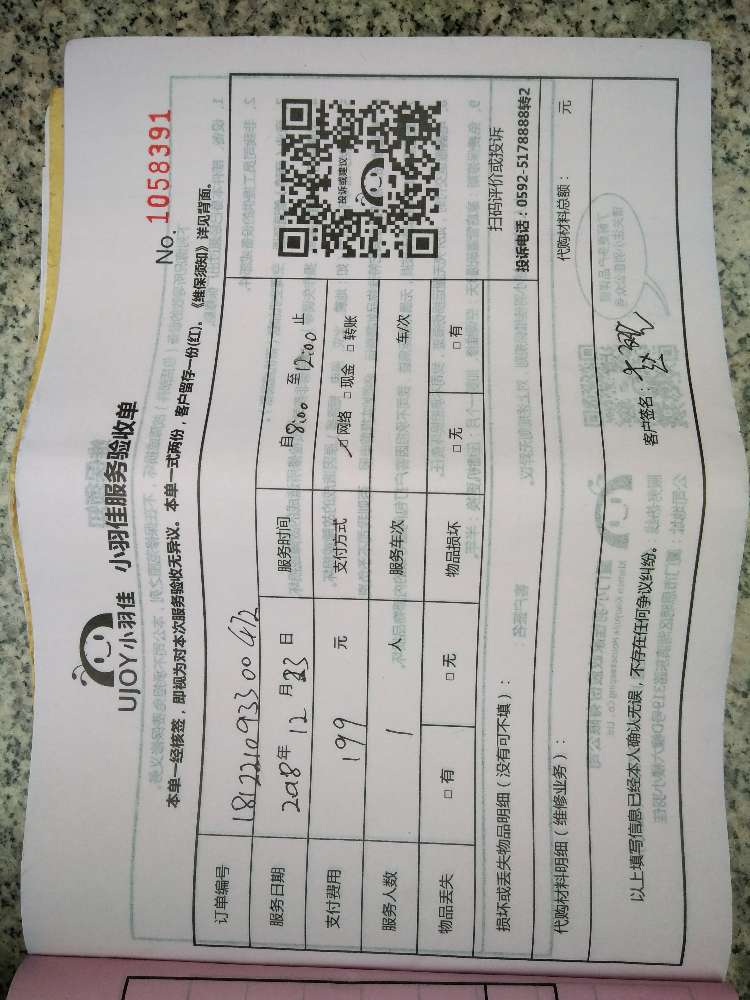 UJOY小羽佳 小羽佳服务验收单
No. 1058391
本单一经核签，即视为对本次服务验收无异议。本单一式两份，客户留存一份(红)。《维保须知》详见背面。
订单编号 181221093300472
服务日期 2018年12月23日 服务时间 自8:00至12:00止
支付费用 199 元 支付方式 ☑网络 □现金 □转账
服务人数 1 人 服务车次 车/次
物品丢失 □有 □无 物品损坏 □无 □有
投诉或建议
扫码评价或投诉
投诉电话：0592-5178888转2
损坏或丢失物品明细（没有可不填）：
代购材料明细（维修业务）： 代购材料总额： 元
以上填写信息已经本人确认无误，不存在任何争议纠纷。 客户签名：